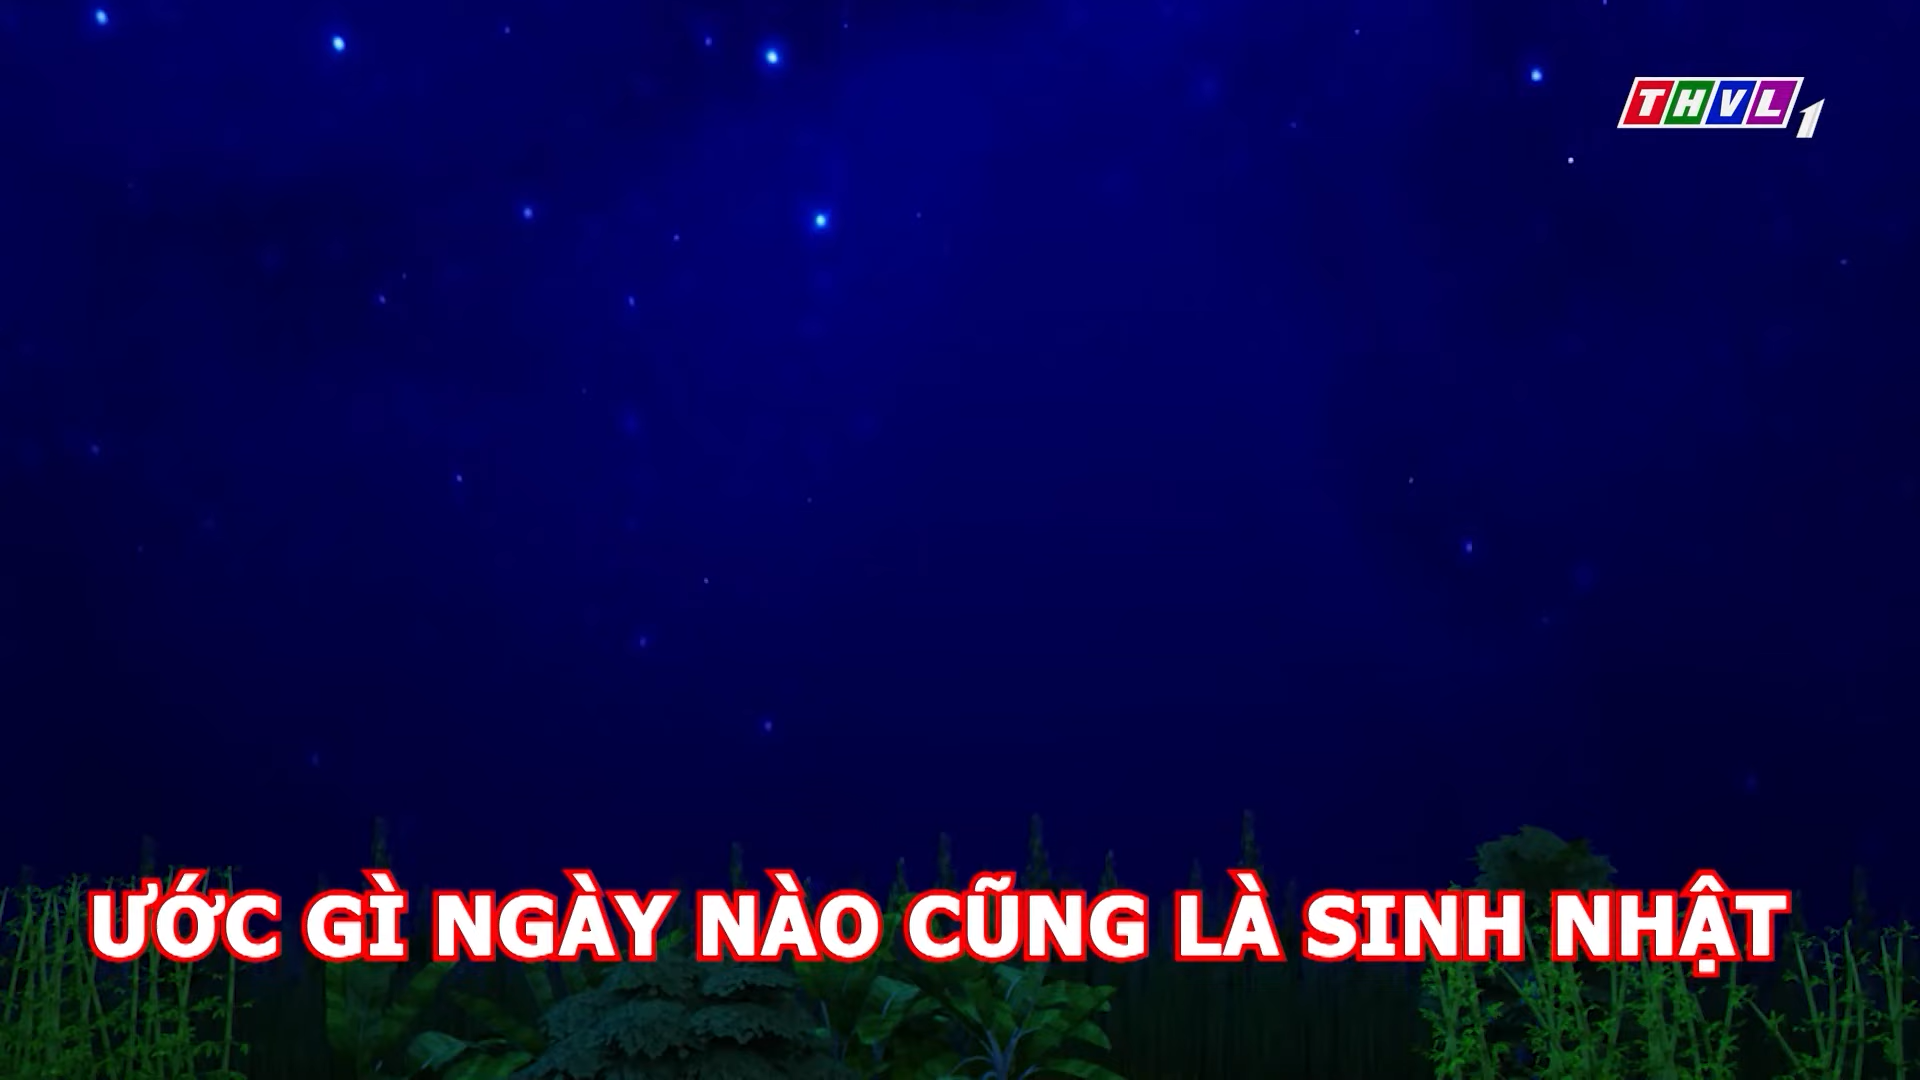 THVL1
ƯỚC GÌ NGÀY NÀO CŨNG LÀ SINH NHẬT